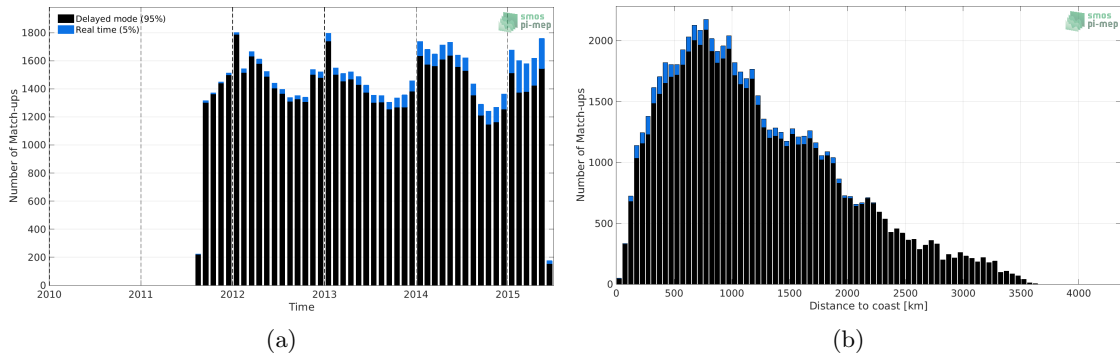 Delayed mode (95%)
Real time (5%)
smos
pi-mep
Number of Match-ups
1800
1600
1400
1200
1000
800
600
400
200
0
2010
2011
2012
2013
2014
2015
Time
(a)
smos
pi-mep
Number of Match-ups
2000
1500
1000
500
0
0
500
1000
1500
2000
2500
3000
3500
4000
Distance to coast [km]
(b)